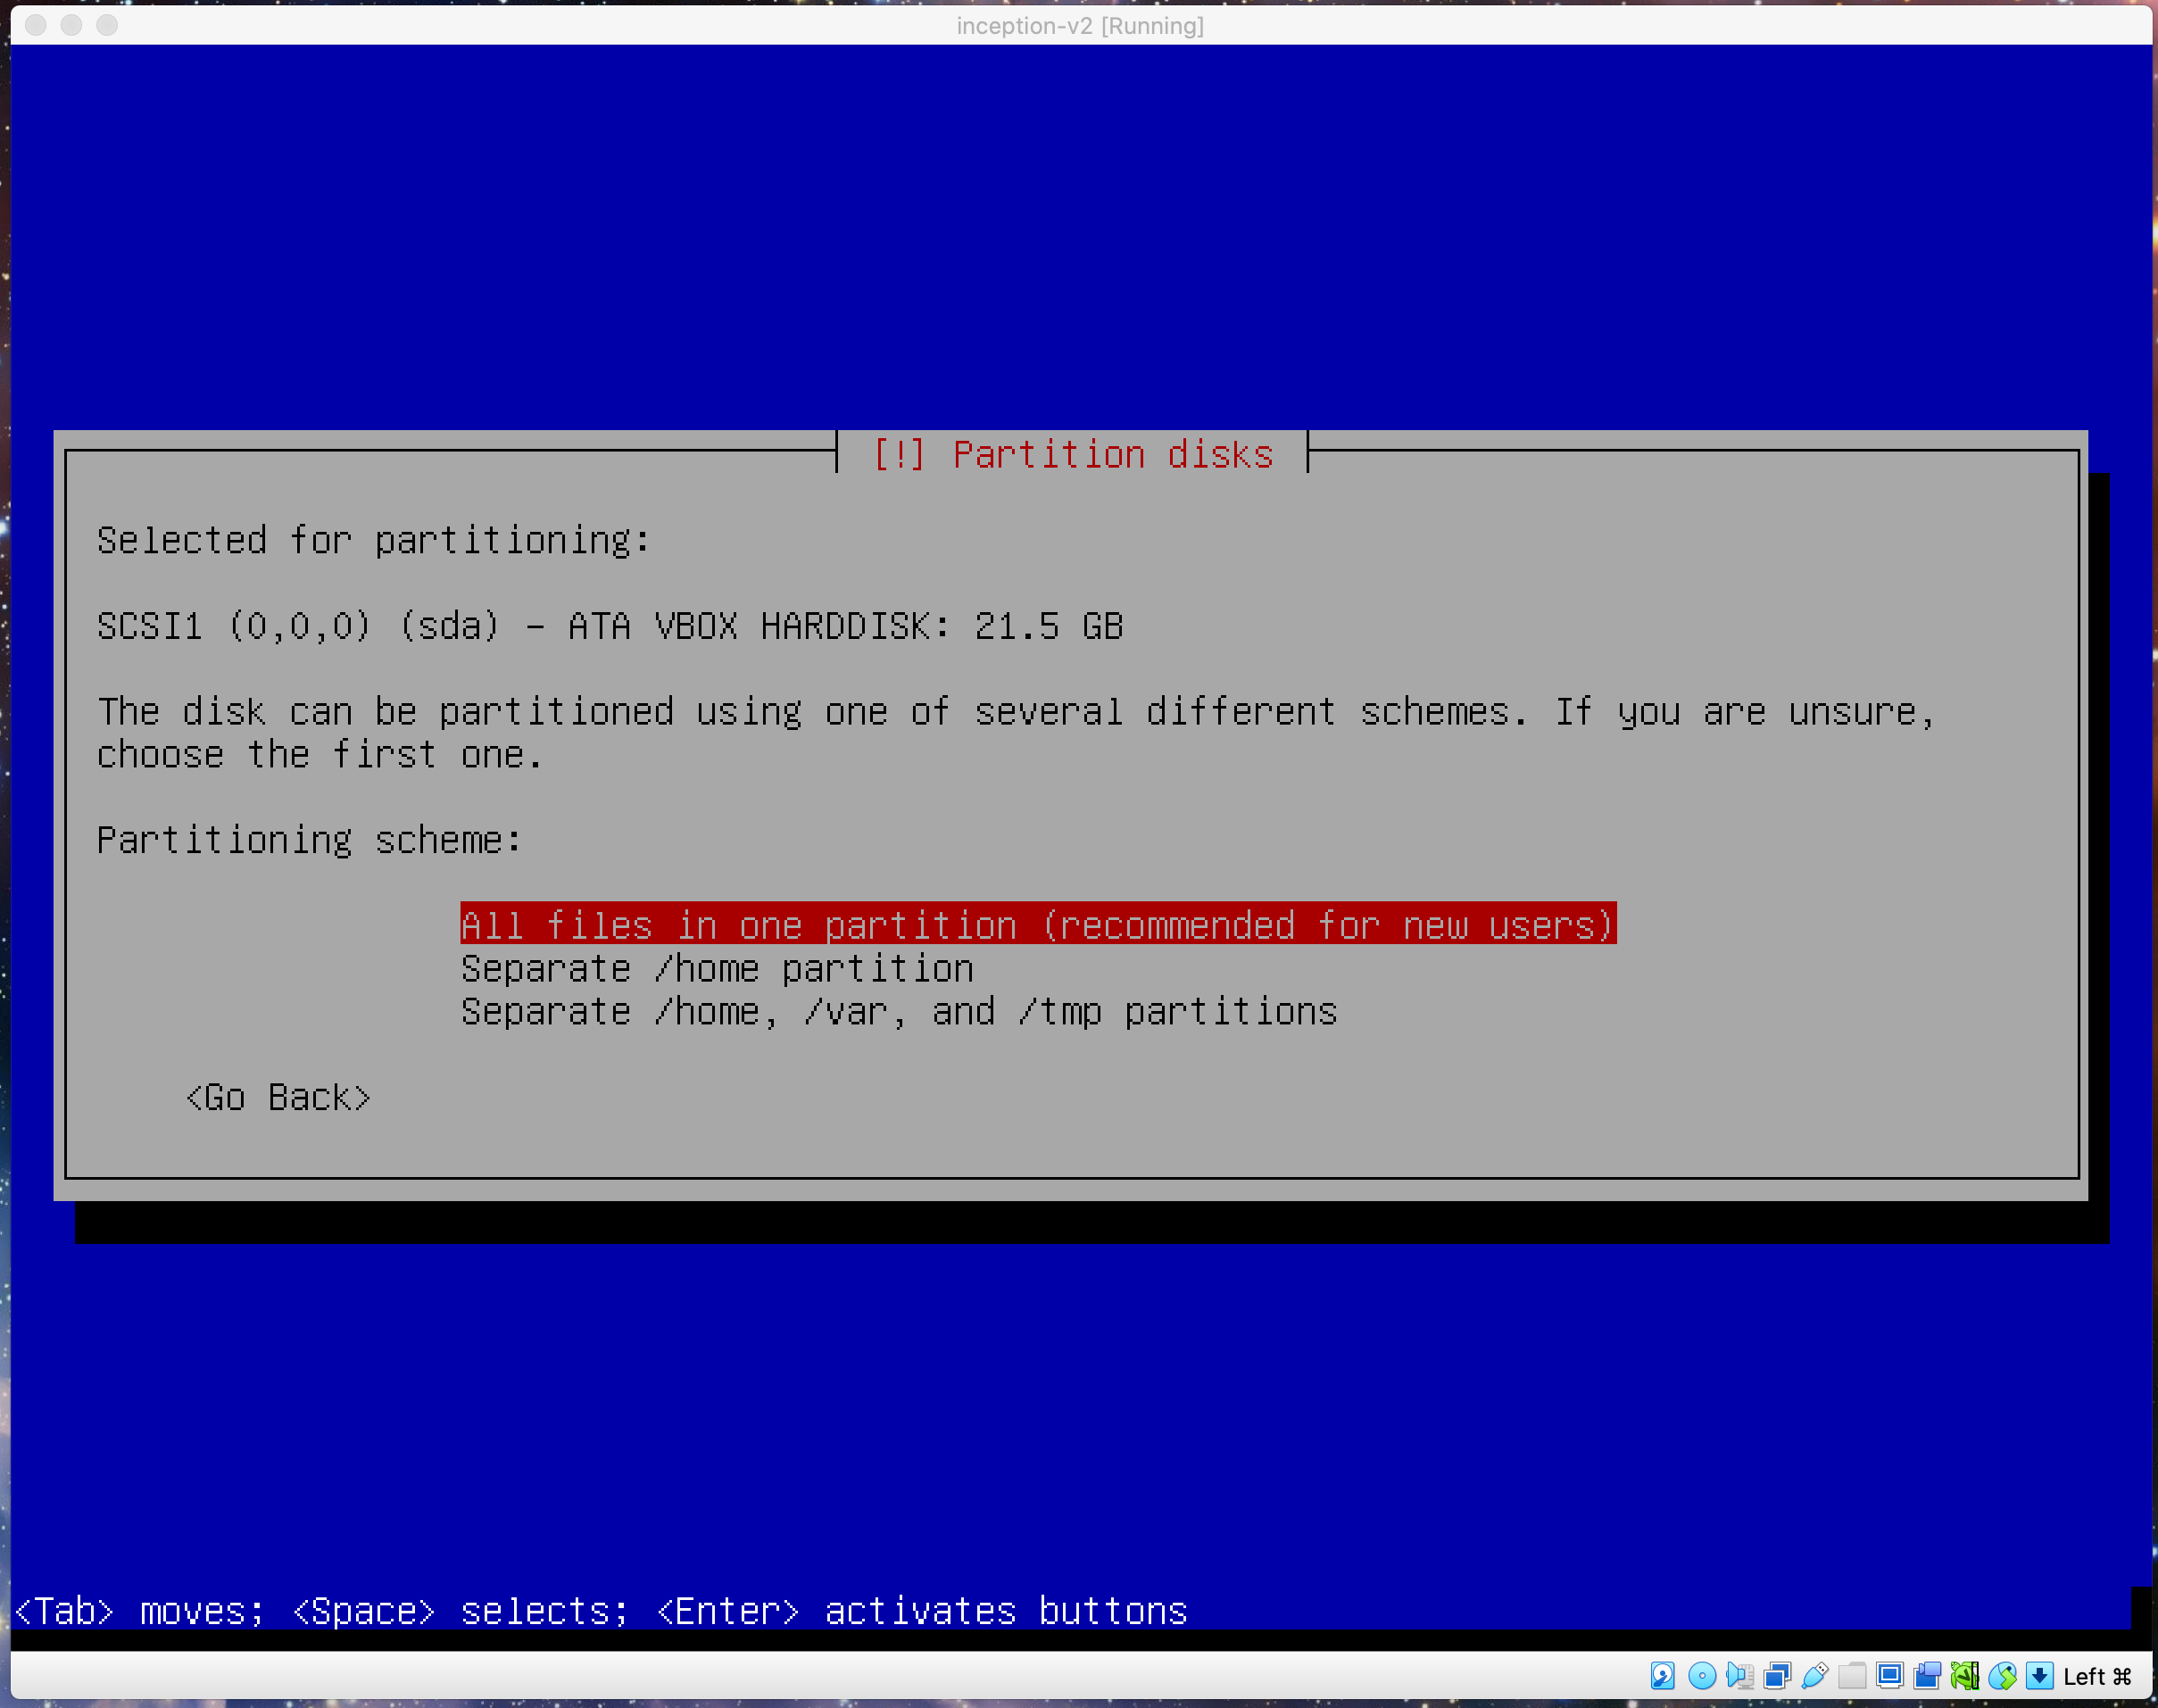 inception-v2 [Running]
[!] Partition disks
Selected for partitioning:
SCSI1 (0,0,0) (sda) - ATA VBOX HARDDISK: 21.5 GB
The disk can be partitioned using one of several different schemes. If you are unsure,
choose the first one.
Partitioning scheme:
All files in one partition (recommended for new users)
Separate /home partition
Separate /home, /var, and /tmp partitions
<Go Back>
<Tab> moves; <Space> selects; <Enter> activates buttons
Left ⌘